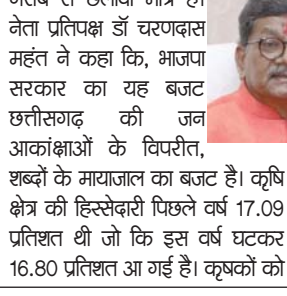 नेता प्रतिपक्ष डॉ चरणदास
महंत ने कहा कि, भाजपा
सरकार का यह बजट
छत्तीसगढ़ की जन
आकांक्षाओं के विपरीत,
शब्दों के मायाजाल का बजट है। कृषि
क्षेत्र की हिस्सेदारी पिछले वर्ष 17.09
प्रतिशत थी जो कि इस वर्ष घटकर
16.80 प्रतिशत आ गई है। कृषकों को